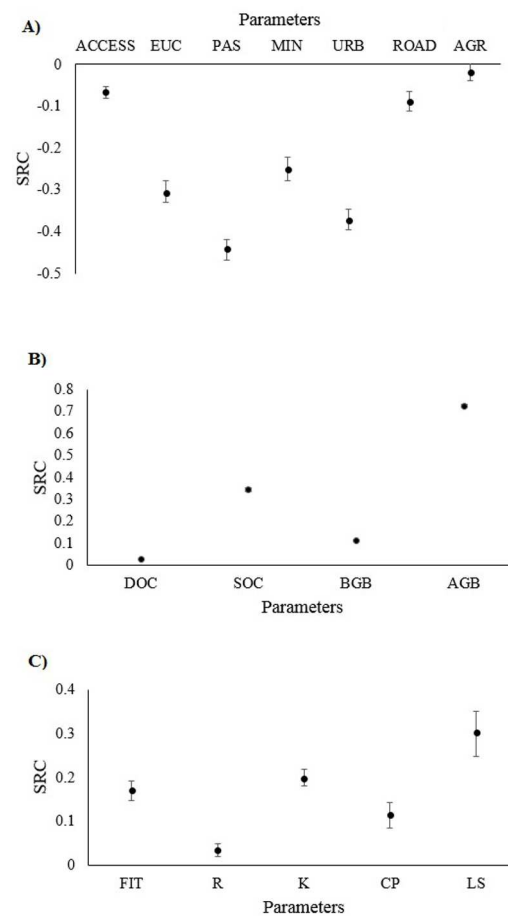 A)
Parameters
ACCESS EUC PAS MIN URB ROAD AGR
0
-0.1
-0.2
-0.3
-0.4
-0.5
SRC
B)
0.8
0.7
0.6
0.5
0.4
0.3
0.2
0.1
0
SRC
DOC SOC BGB AGB
Parameters
C)
0.4
0.3
0.2
0.1
0
SRC
FIT R K CP LS
Parameters